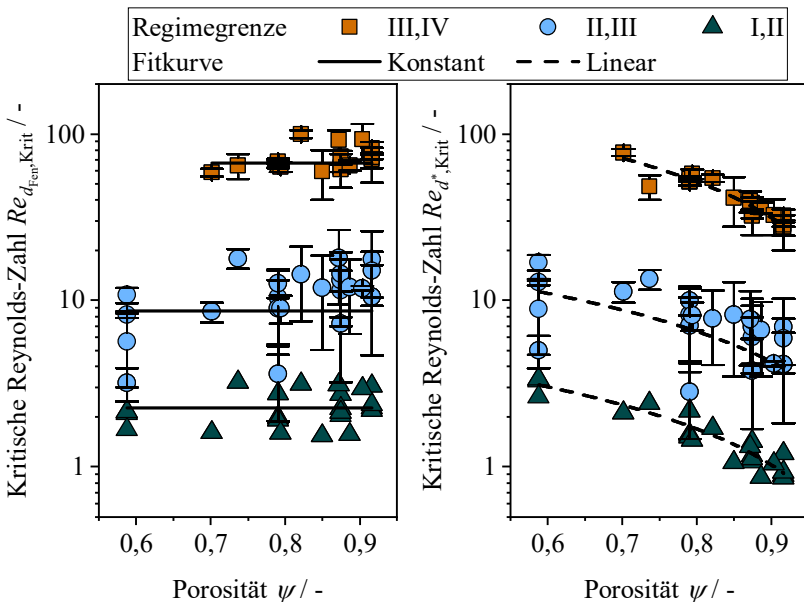 Regimegrenze III,IV II,III I,II
Fitkurve Konstant Linear
Kritische Reynolds-Zahl Re_{d_{Fen},Krit} / -
100
10
1
0,6 0,7 0,8 0,9
Porosität ψ / -
Kritische Reynolds-Zahl Re_{d*,Krit} / -
100
10
1
0,6 0,7 0,8 0,9
Porosität ψ / -